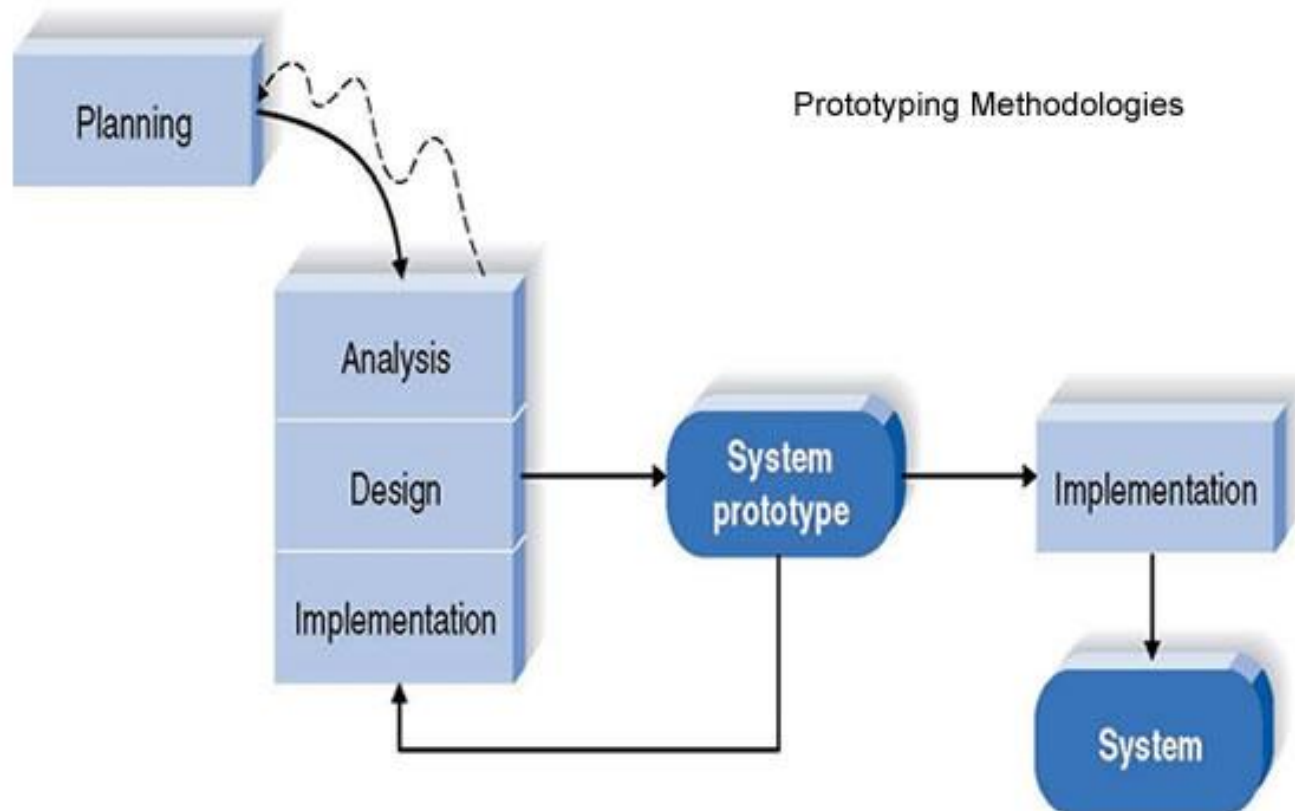 Prototyping Methodologies
Planning
Analysis
Design
Implementation
System
prototype
Implementation
System